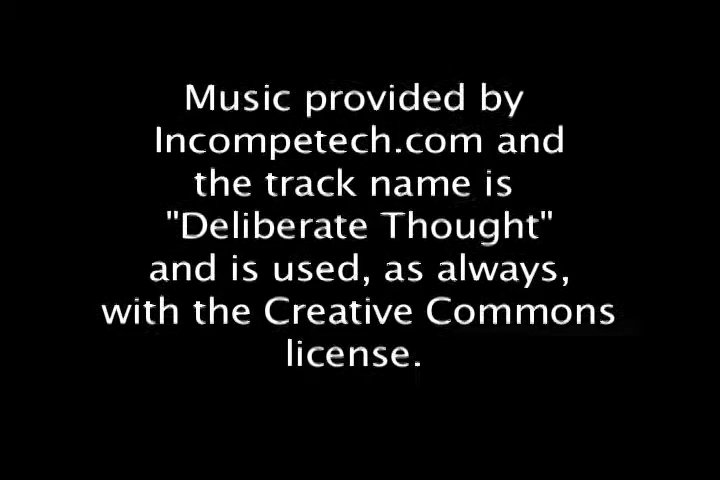 Music provided by
Incompetech.com and
the track name is
"Deliberate Thought"
and is used, as always,
with the Creative Commons
license.